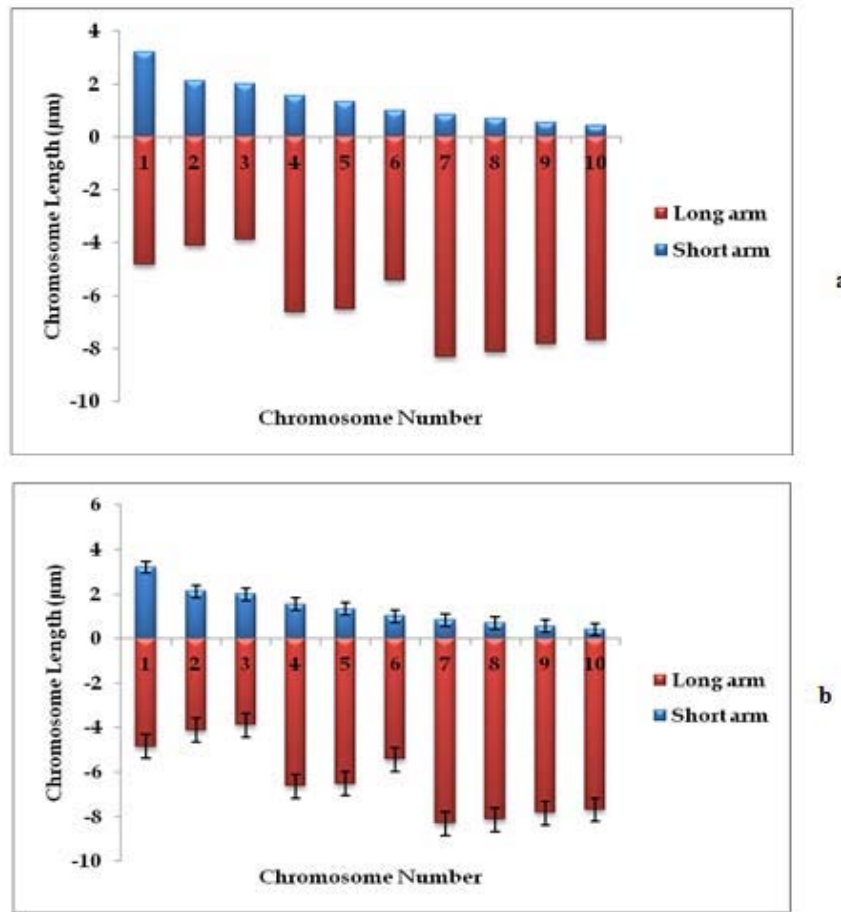 4
2
0
-2
-4
-6
-8
-10
Chromosome Length (µm)
1 2 3 4 5 6 7 8 9 10
Chromosome Number
Long arm
Short arm
a
6
4
2
0
-2
-4
-6
-8
-10
Chromosome Length (µm)
1 2 3 4 5 6 7 8 9 10
Chromosome Number
Long arm
Short arm
b